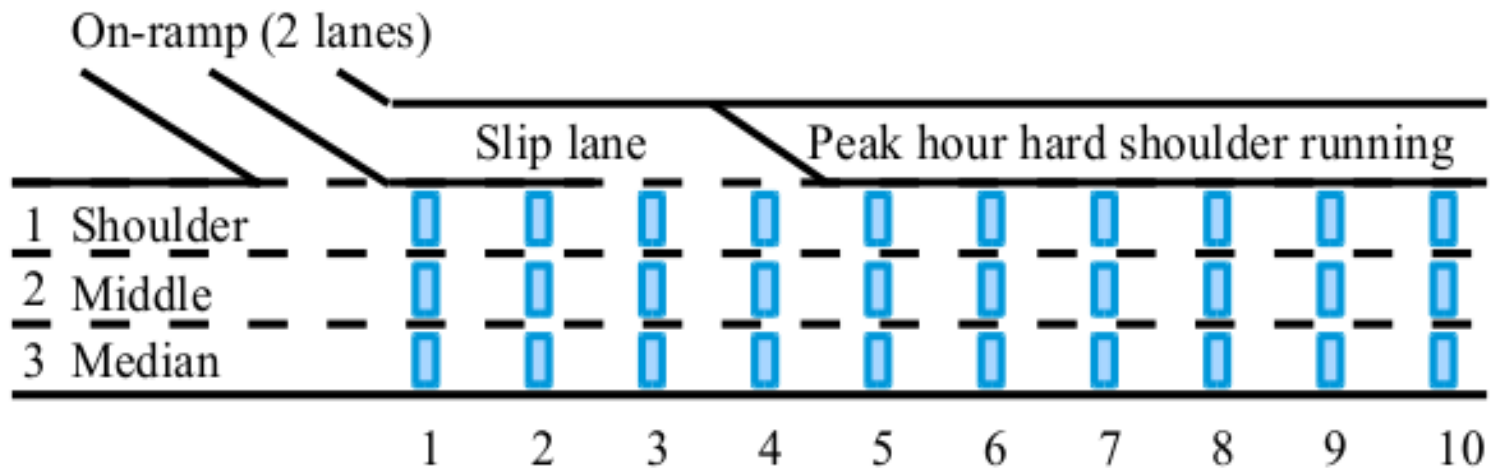 On-ramp (2 lanes)
Slip lane Peak hour hard shoulder running
1 Shoulder
2 Middle
3 Median
1 2 3 4 5 6 7 8 9 10